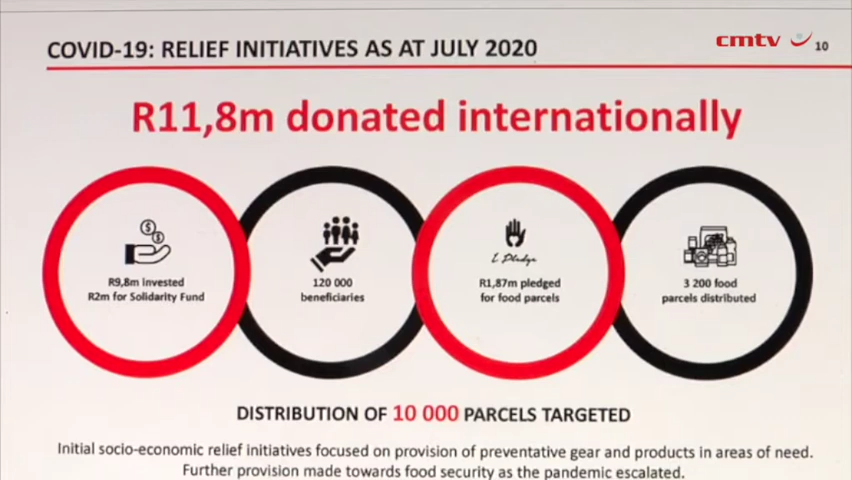 COVID-19: RELIEF INITIATIVES AS AT JULY 2020
cmtv
10
R11,8m donated internationally
R9,8m invested
R2m for Solidarity Fund
120 000
beneficiaries
I Pledge
R1,87m pledged
for food parcels
3 200 food
parcels distributed
DISTRIBUTION OF 10 000 PARCELS TARGETED
Initial socio-economic relief initiatives focused on provision of preventative gear and products in areas of need.
Further provision made towards food security as the pandemic escalated.